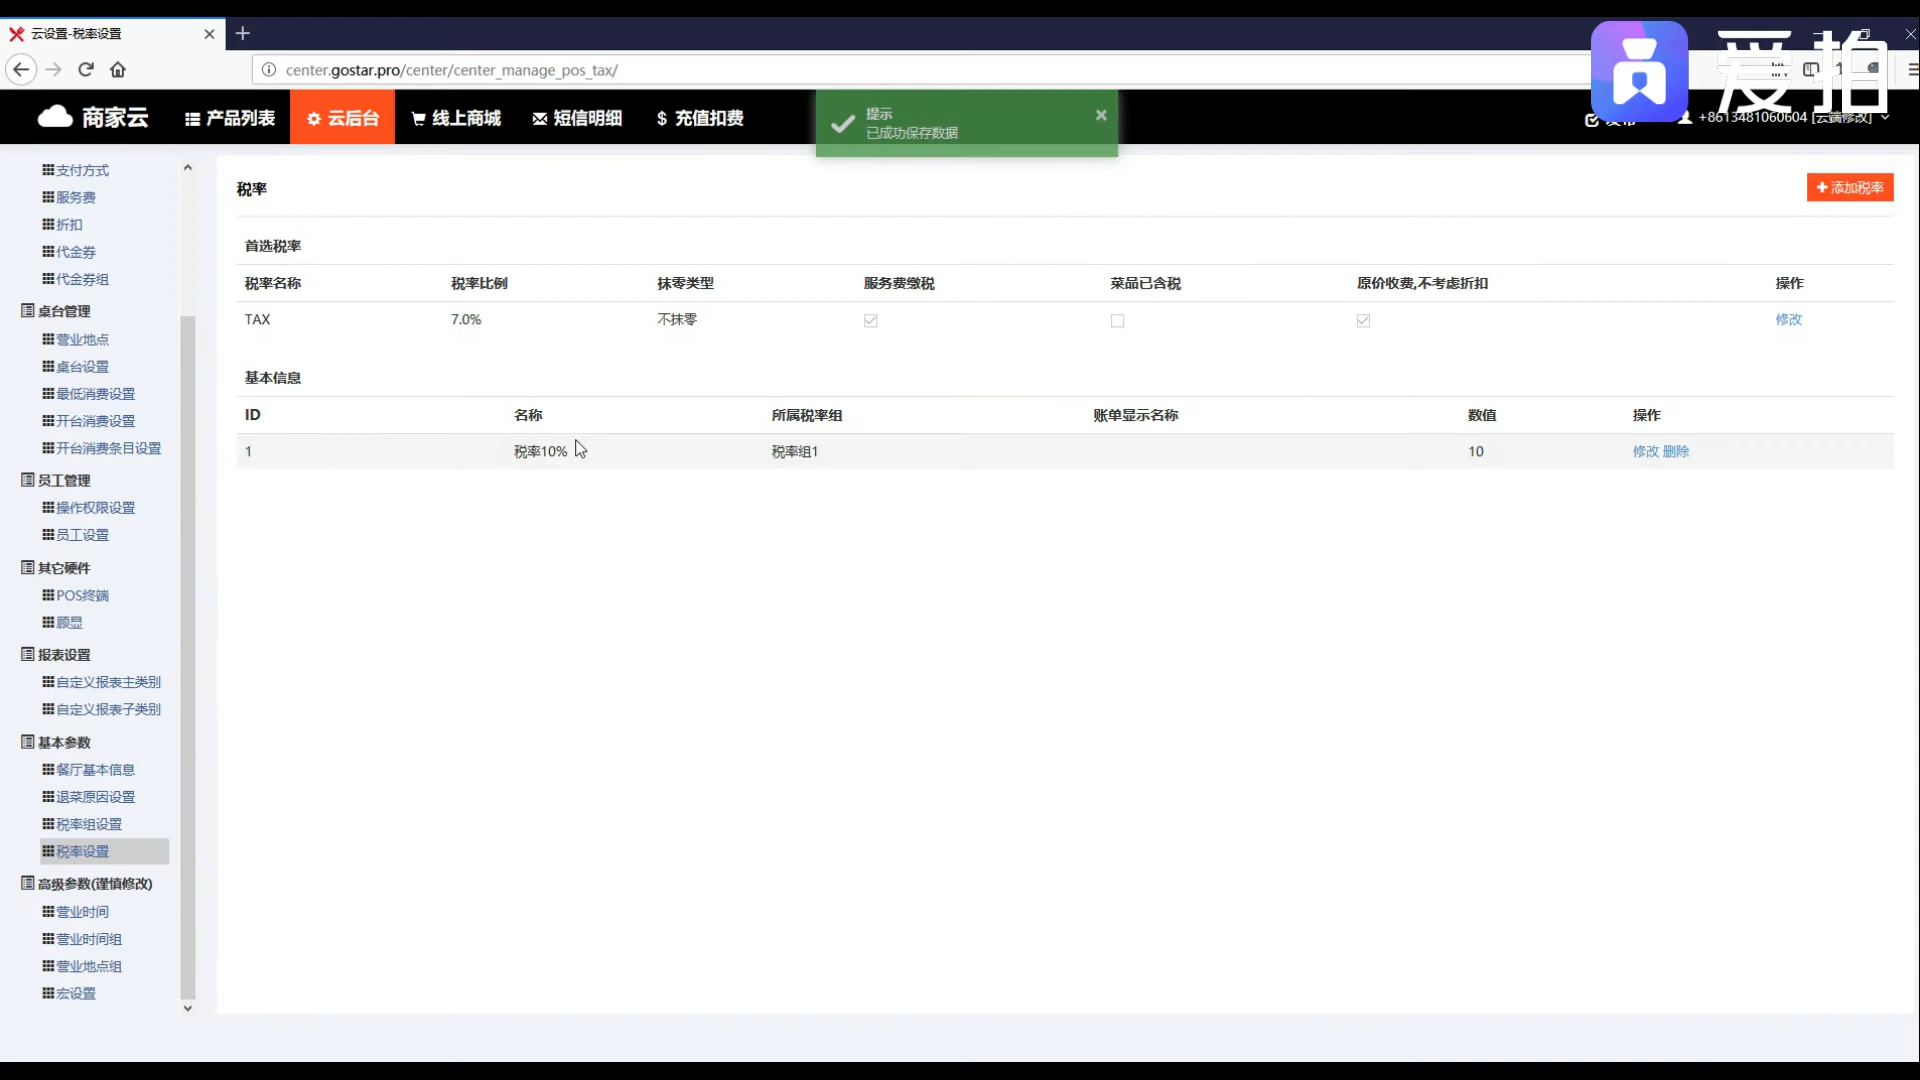 云设置-税率设置
center.gostar.pro/center/center_manage_pos_tax/
爱拍
商家云
产品列表
云后台
线上商城
短信明细
$ 充值扣费
提示
已成功保存数据
+8613481060604 [云端修改]
支付方式
服务费
折扣
代金券
代金券组
桌台管理
营业地点
桌台设置
最低消费设置
开台消费设置
开台消费条目设置
员工管理
操作权限设置
员工设置
其它硬件
POS终端
顾显
报表设置
自定义报表主类别
自定义报表子类别
基本参数
餐厅基本信息
退菜原因设置
税率组设置
税率设置
高级参数(谨慎修改)
营业时间
营业时间组
营业地点组
宏设置
税率
添加税率
首选税率
税率名称 税率比例 抹零类型 服务费缴税 菜品已含税 原价收费,不考虑折扣 操作
TAX 7.0% 不抹零 修改
基本信息
ID 名称 所属税率组 账单显示名称 数值 操作
1 税率10% 税率组1 10 修改 删除